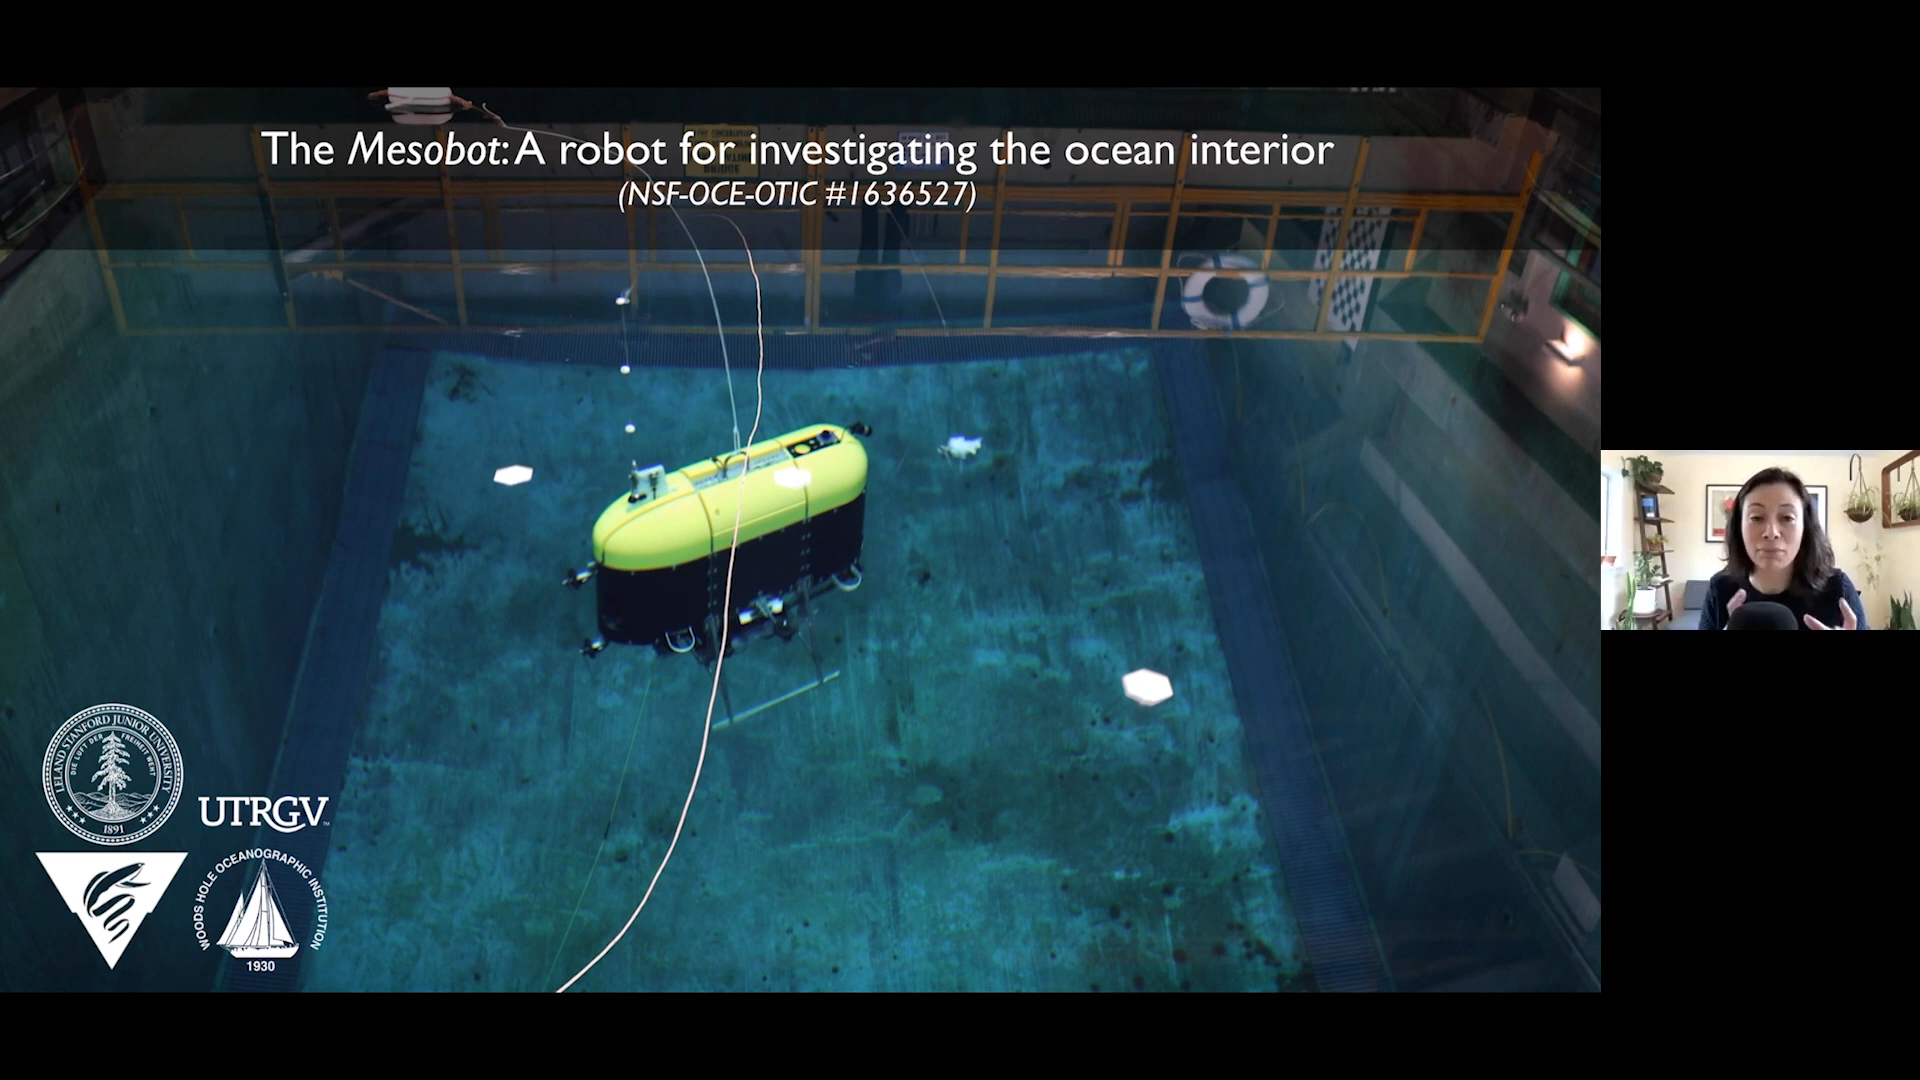 The Mesobot: A robot for investigating the ocean interior
(NSF-OCE-OTIC #1636527)
LELAND STANFORD JUNIOR UNIVERSITY
DIE LUFT DER FREIHEIT WEHT
1891
UTRGV™
WOODS HOLE OCEANOGRAPHIC INSTITUTION
1930